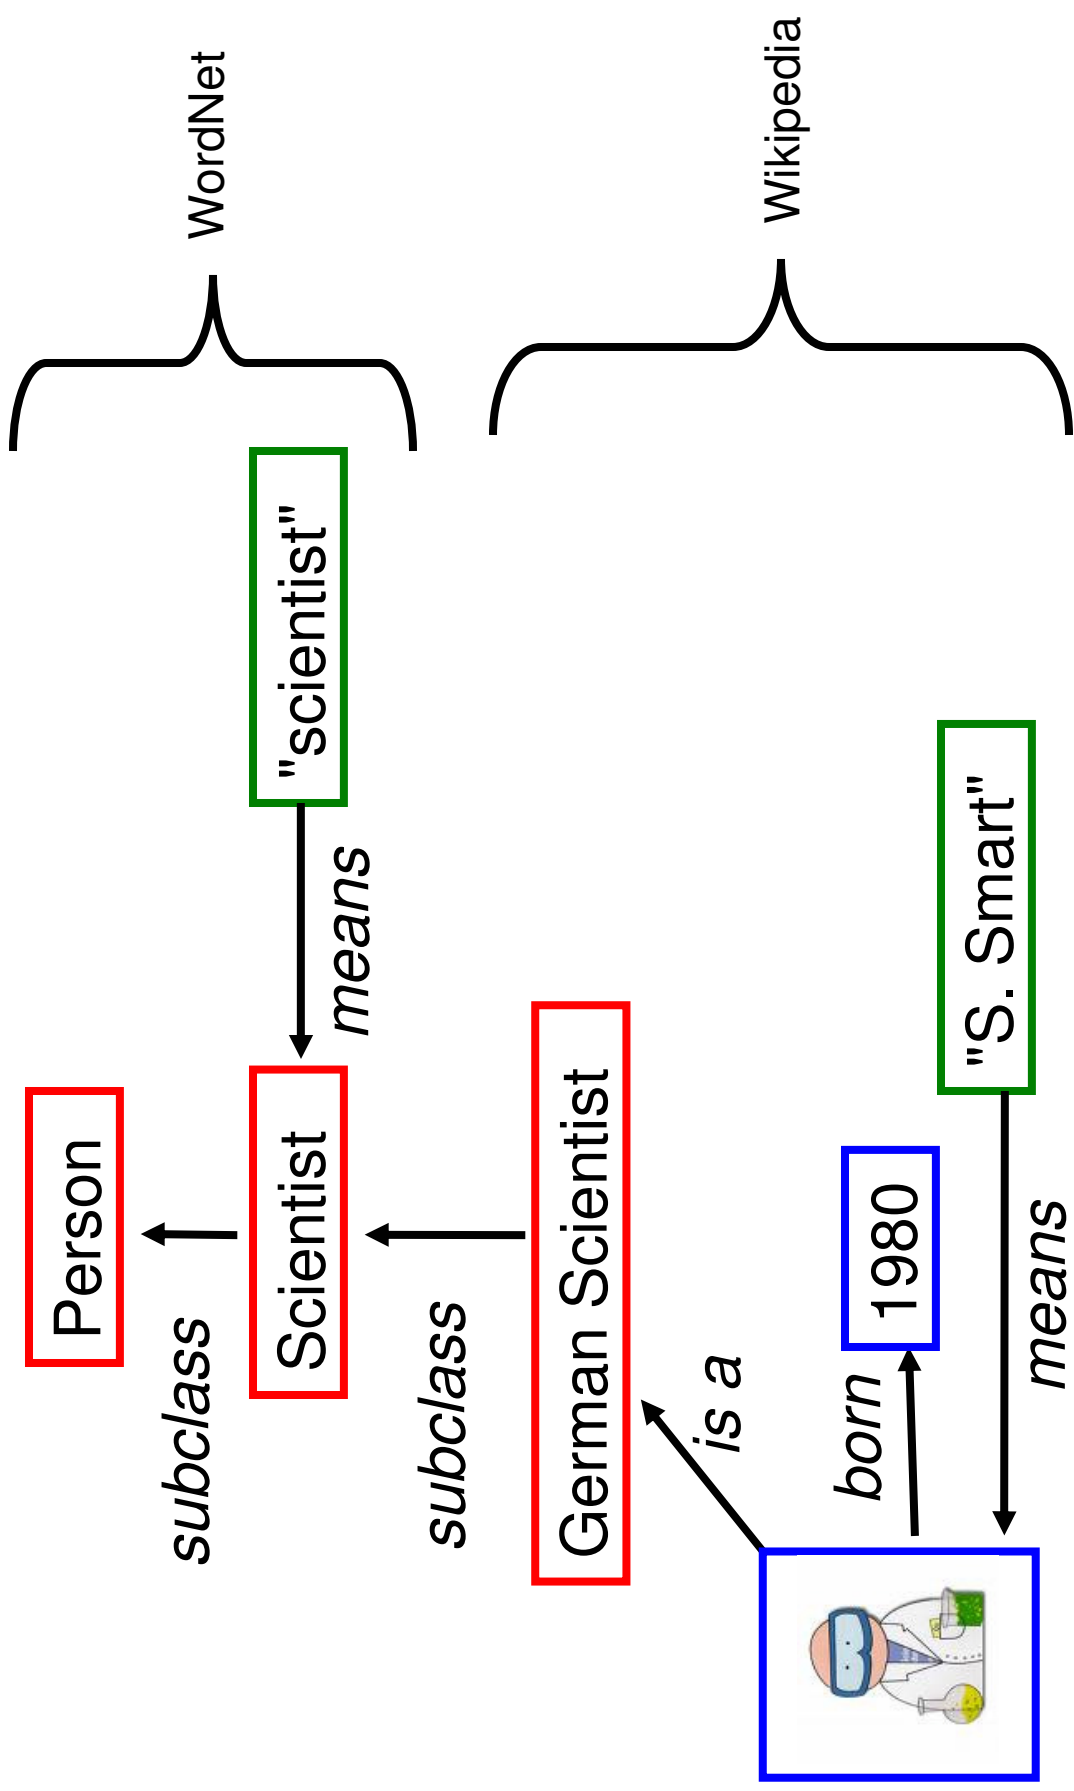 Person
subclass
Scientist
means
"scientist"
WordNet
subclass
German Scientist
is a
born
1980
means
"S. Smart"
Wikipedia